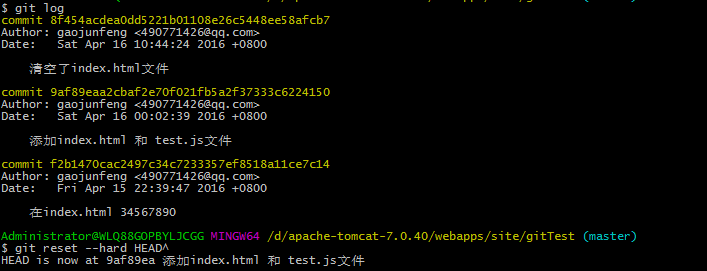 $ git log
commit 8f454acdea0dd5221b01108e26c5448ee58afcb7
Author: gaojunfeng <490771426@qq.com>
Date:   Sat Apr 16 10:44:24 2016 +0800
清空了index.html文件
commit 9af89eaa2cbaf2e70f021fb5a2f37333c6224150
Author: gaojunfeng <490771426@qq.com>
Date:   Sat Apr 16 00:02:39 2016 +0800
添加index.html 和 test.js文件
commit f2b1470cac2497c34c7233357ef8518a11ce7c14
Author: gaojunfeng <490771426@qq.com>
Date:   Fri Apr 15 22:39:47 2016 +0800
在index.html 34567890
Administrator@WLQ88GOPBYLJCGG MINGW64 /d/apache-tomcat-7.0.40/webapps/site/gitTest (master)
$ git reset --hard HEAD^
HEAD is now at 9af89ea 添加index.html 和 test.js文件